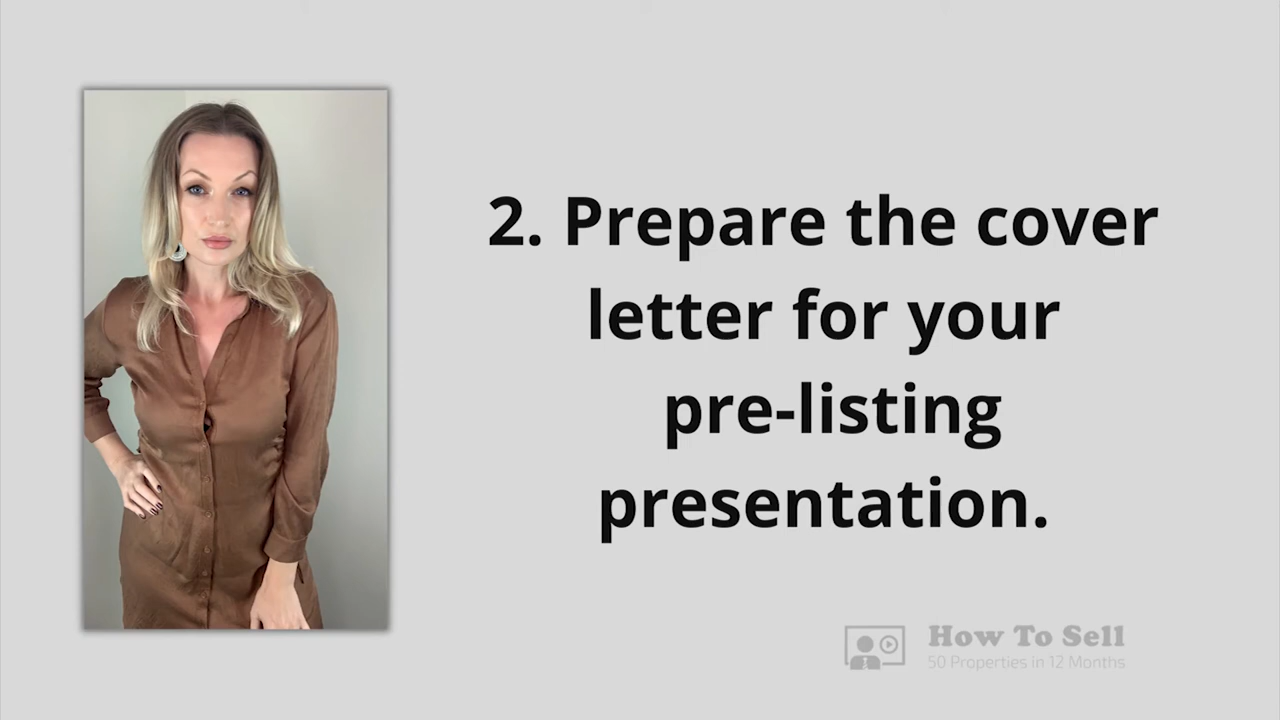 2. Prepare the cover
letter for your
pre-listing
presentation.
How To Sell
50 Properties in 12 Months